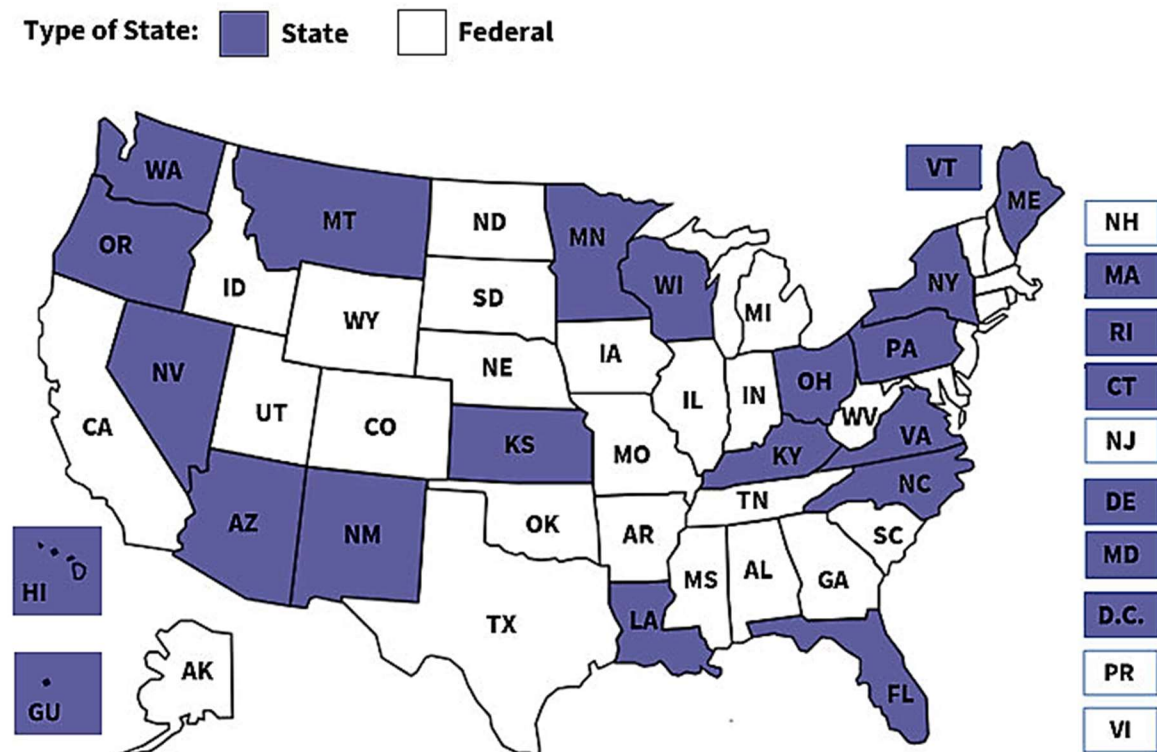 Type of State: State Federal
WA
MT
ND
MN
VT
ME
NH
OR
ID
WY
SD
WI
MI
NY
MA
RI
NV
NE
IA
PA
CT
CA
UT
CO
KS
MO
IL
IN
OH
WV
VA
NJ
KY
DE
AZ
NM
OK
AR
TN
NC
SC
MD
HI
TX
LA
MS
AL
GA
D.C.
GU
AK
FL
PR
VI